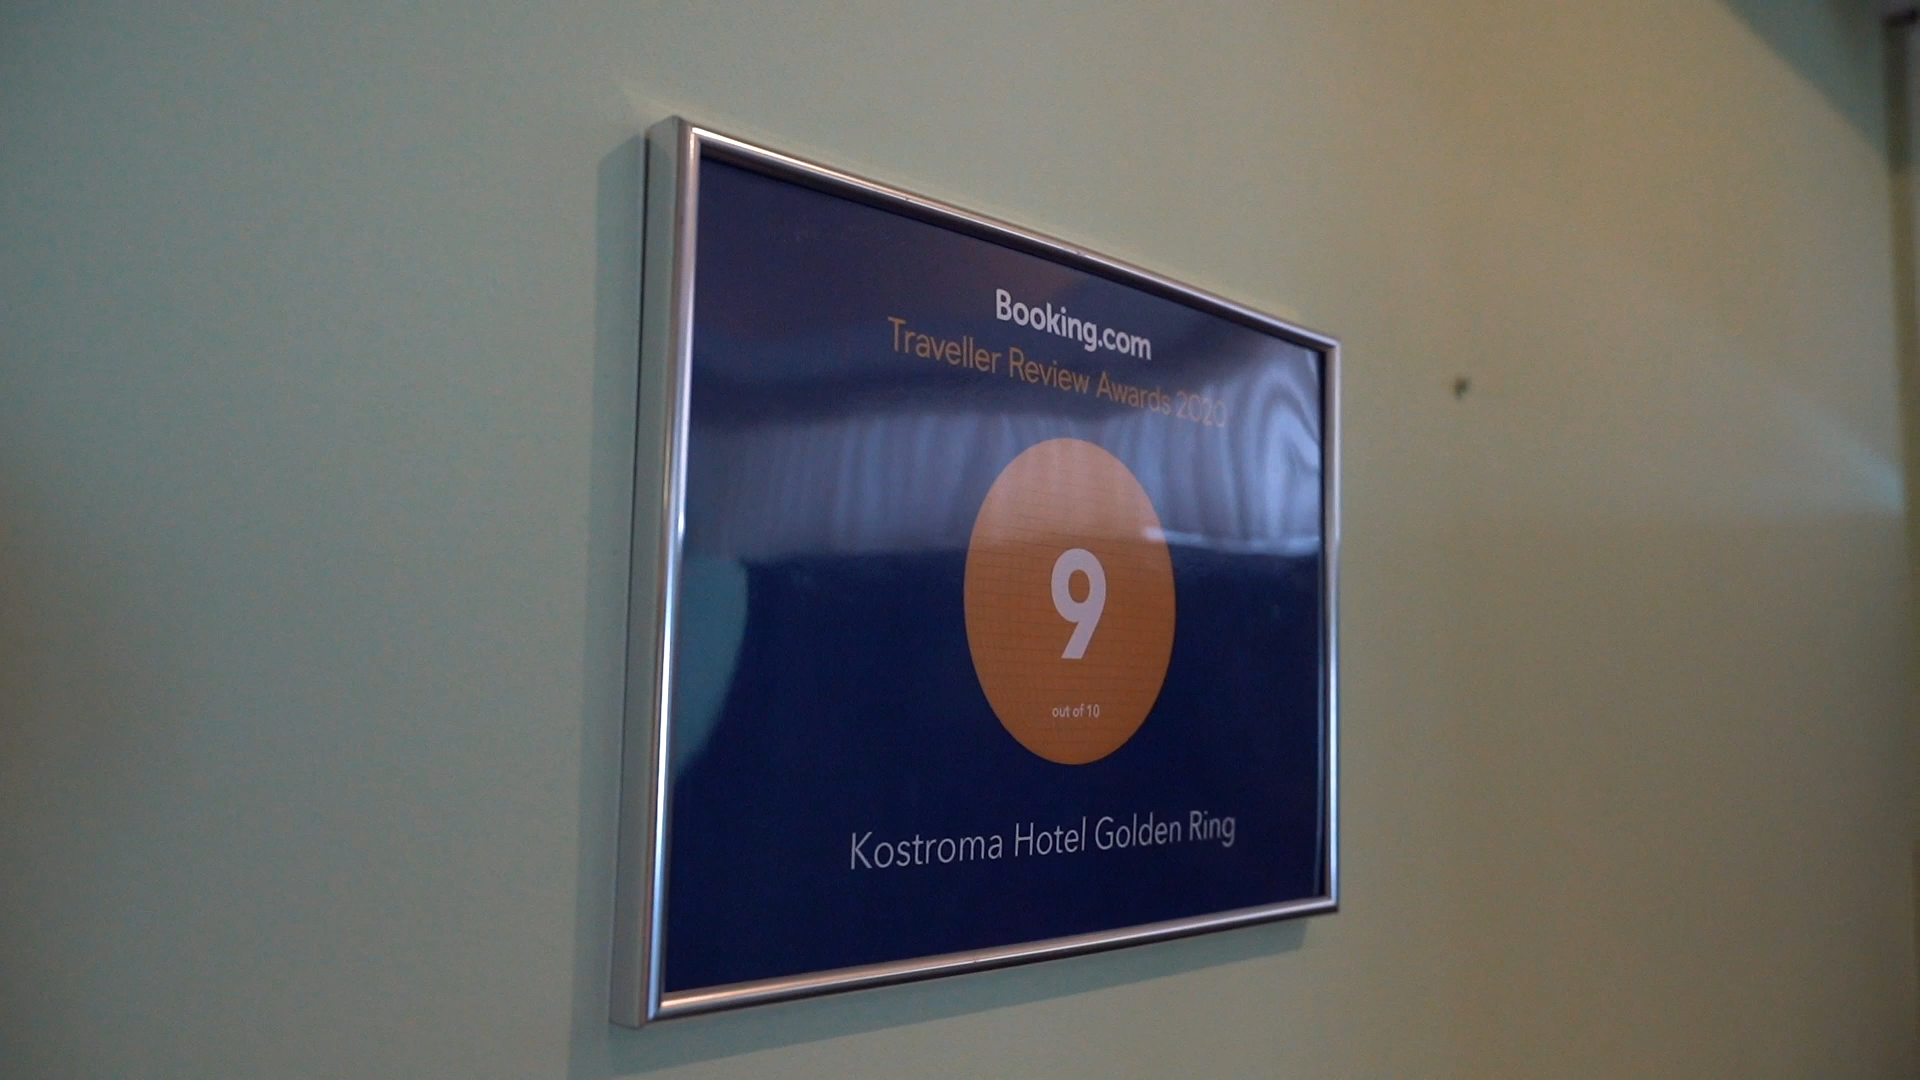 Booking.com
Traveller Review Awards 2020
9
out of 10
Kostroma Hotel Golden Ring